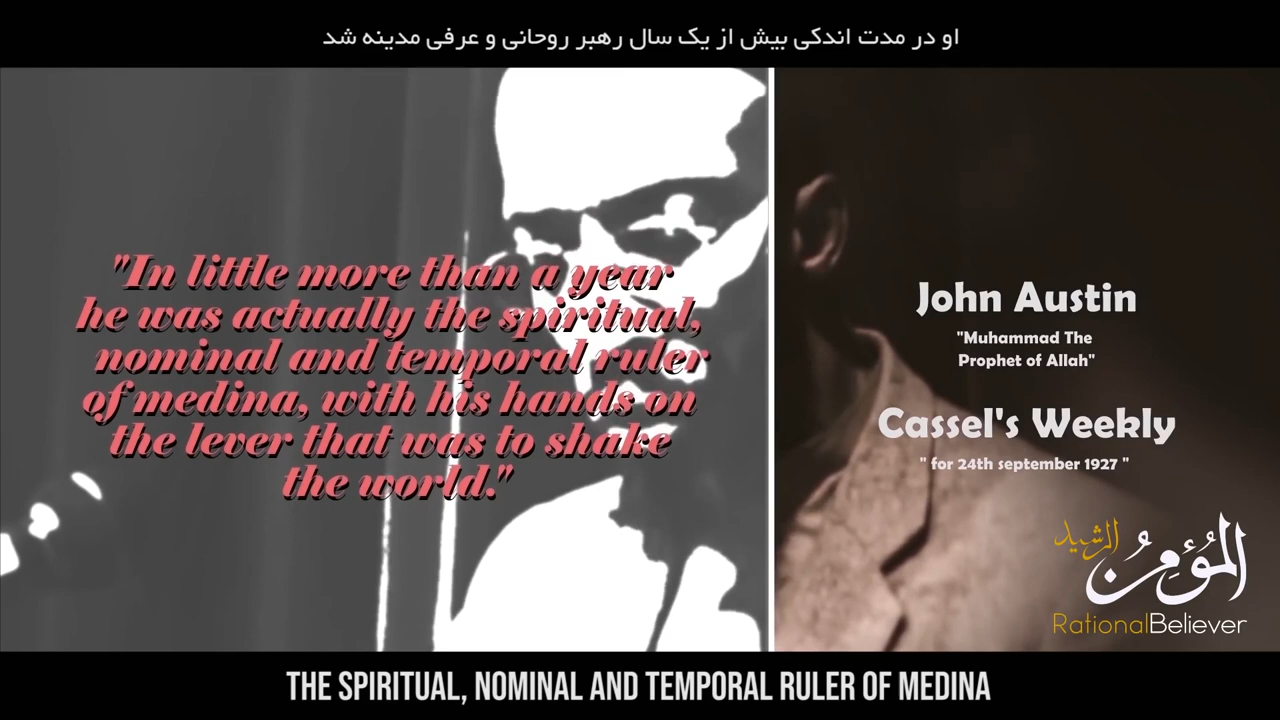 او در مدت اندکی بیش از یک سال رهبر روحانی و عرفی مدینه شد
"In little more than a year
he was actually the spiritual,
nominal and temporal ruler
of medina, with his hands on
the lever that was to shake
the world."
John Austin
"Muhammad The
Prophet of Allah"
Cassel's Weekly
" for 24th september 1927 "
المؤمن الرشيد
RationalBeliever
THE SPIRITUAL, NOMINAL AND TEMPORAL RULER OF MEDINA